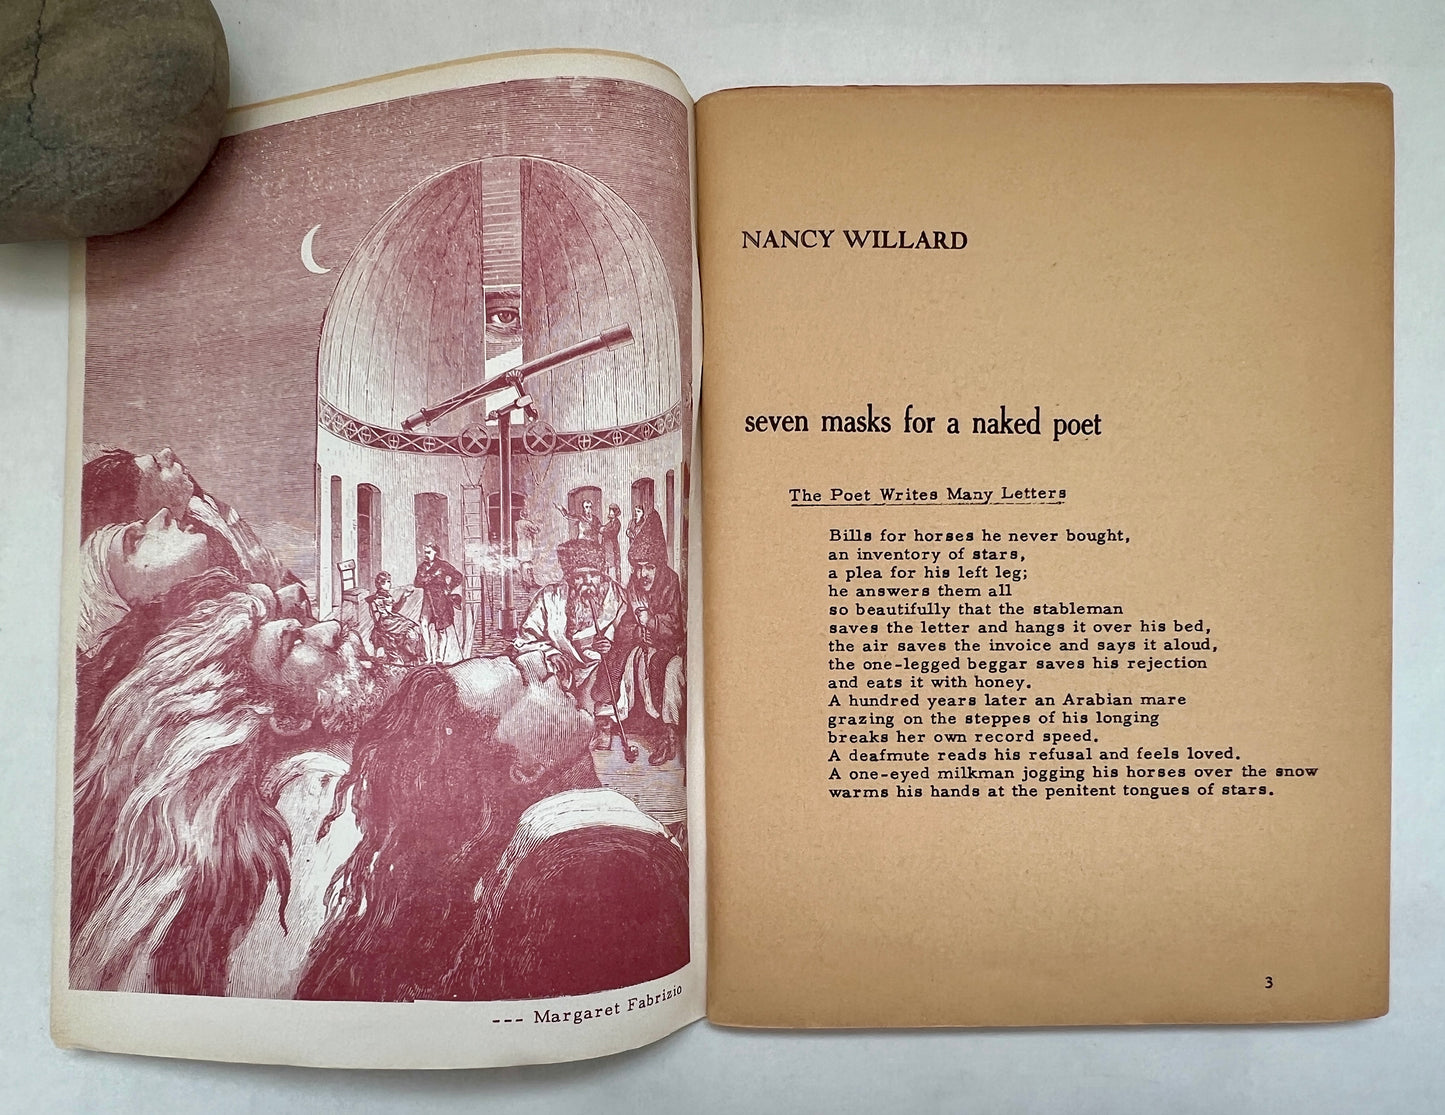 --- Margaret Fabrizio
NANCY WILLARD
seven masks for a naked poet
The Poet Writes Many Letters
Bills for horses he never bought,
an inventory of stars,
a plea for his left leg;
he answers them all
so beautifully that the stableman
saves the letter and hangs it over his bed,
the air saves the invoice and says it aloud,
the one-legged beggar saves his rejection
and eats it with honey.
A hundred years later an Arabian mare
grazing on the steppes of his longing
breaks her own record speed.
A deafmute reads his refusal and feels loved.
A one-eyed milkman jogging his horses over the snow
warms his hands at the penitent tongues of stars.
3